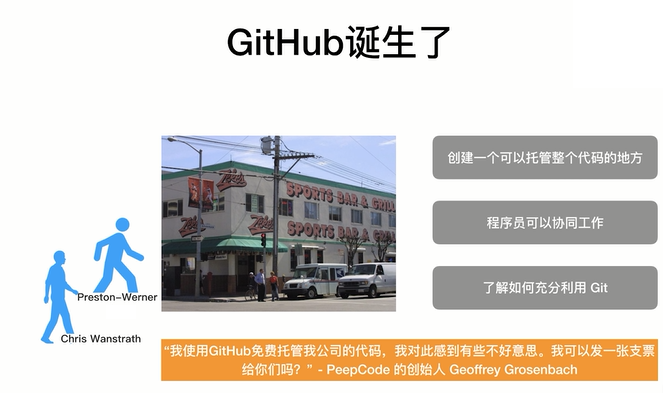 GitHub诞生了
Zeke's
SPORTS BAR & GRILL
SPORTS BAR & GRILL
创建一个可以托管整个代码的地方
程序员可以协同工作
了解如何充分利用 Git
Preston-Werner
Chris Wanstrath
“我使用GitHub免费托管我公司的代码，我对此感到有些不好意思。我可以发一张支票
给你们吗？” - PeepCode 的创始人 Geoffrey Grosenbach